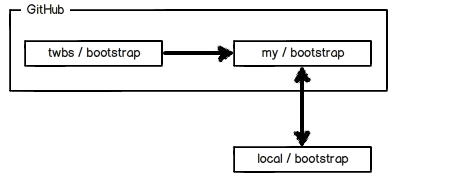 GitHub
twbs / bootstrap
my / bootstrap
local / bootstrap